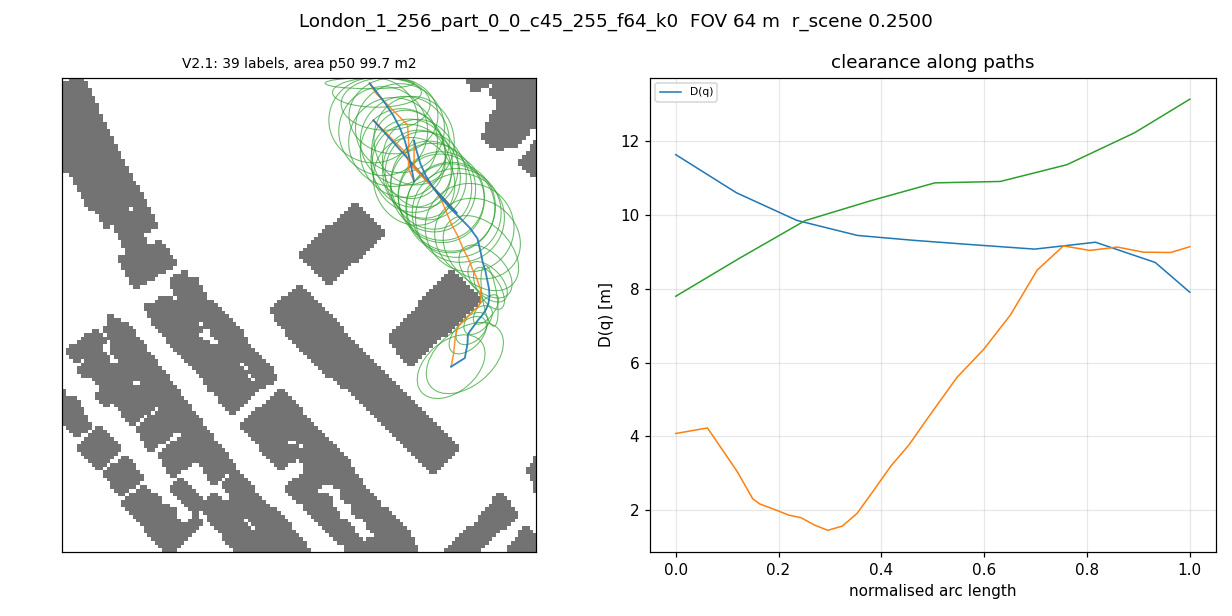 London_1_256_part_0_0_c45_255_f64_k0  FOV 64 m  r_scene 0.2500
V2.1: 39 labels, area p50 99.7 m2
clearance along paths
D(q)
12
10
8
6
4
2
D(q) [m]
0.0 0.2 0.4 0.6 0.8 1.0
normalised arc length